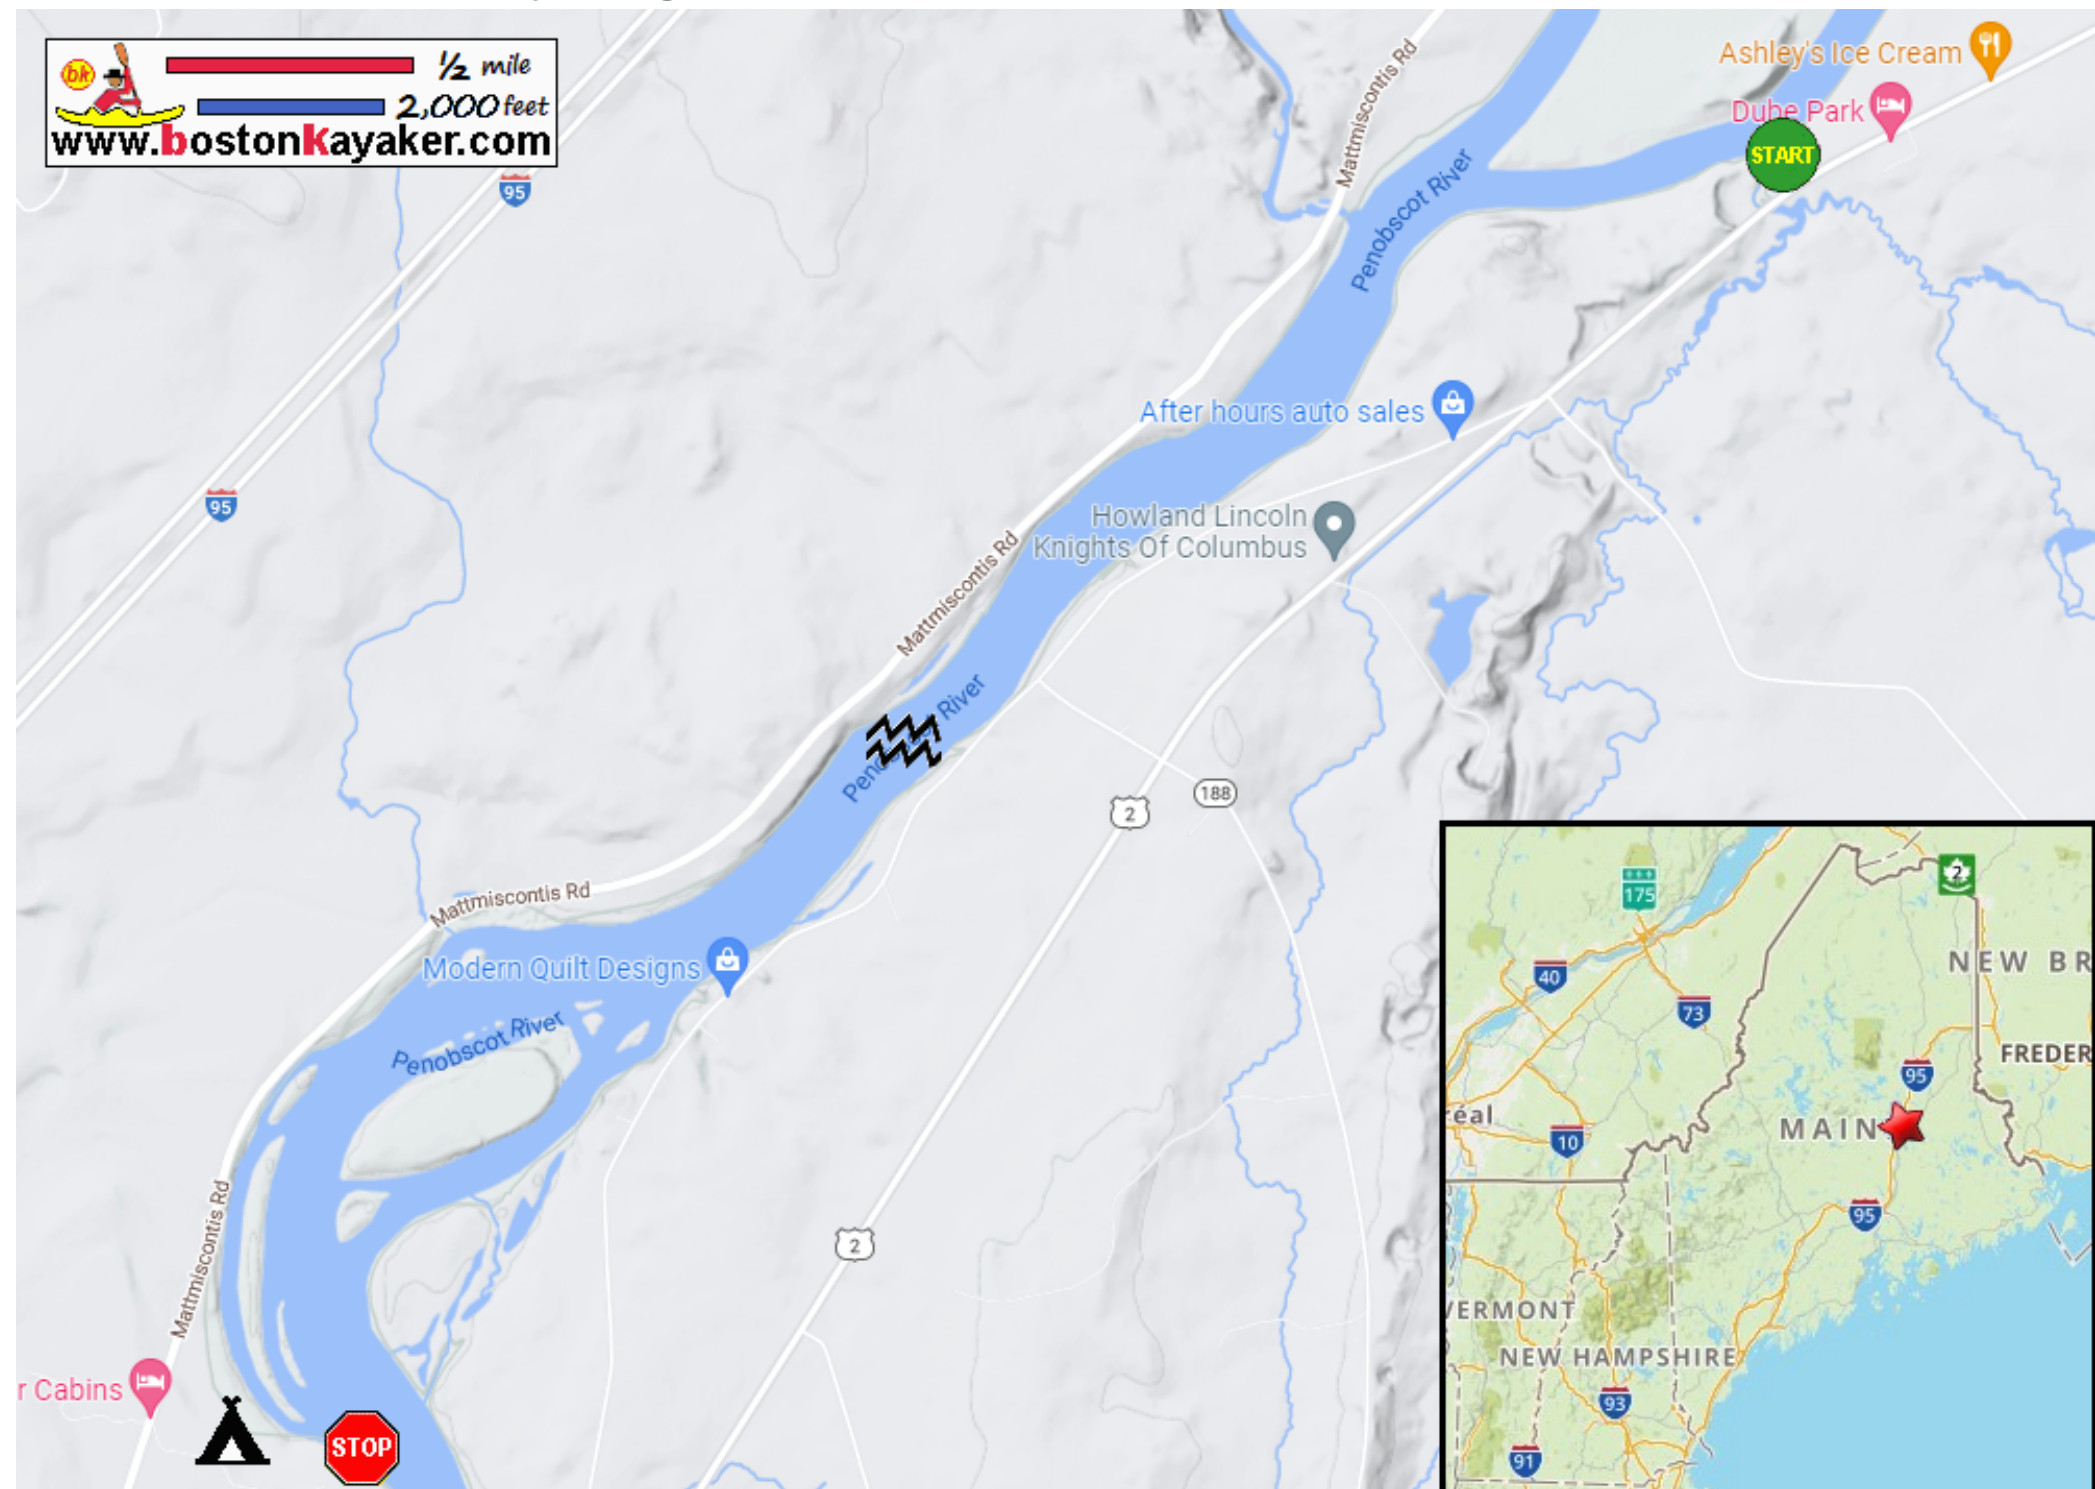 bk
½ mile
2,000 feet
www.bostonKayaker.com
Mattmiscontis Rd
Ashley's Ice Cream
Dube Park
START
95
Penobscot River
After hours auto sales
95
Howland Lincoln
Knights Of Columbus
Mattmiscontis Rd
Penobscot River
188
2
Mattmiscontis Rd
Modern Quilt Designs
Penobscot River
Mattmiscontis Rd
2
r Cabins
STOP
2
175
NEW BR
40
73
FREDER
95
MAIN
réal
10
95
VERMONT
NEW HAMPSHIRE
93
91